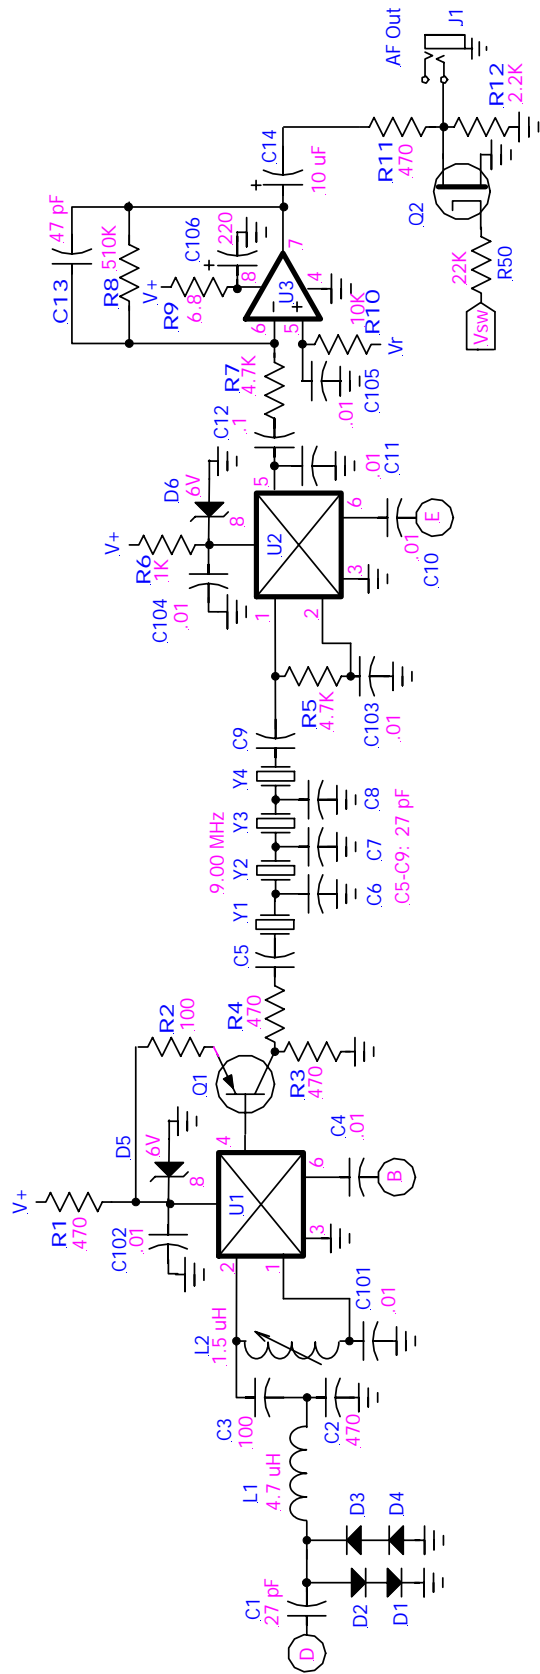 D
C1
27 pF
D2
D1
D3
D4
L1
4.7 uH
C3
100
C2
470
L2
1.5 uH
C101
.01
V+
R1
470
C102
.01
D5
6V
8
2
1
U1
3
4
6
C4
.01
B
R2
100
Q1
R4
470
R3
470
C5
Y1
Y2
Y3
Y4
9.00 MHz
C9
C6
C7
C8
C5-C9: 27 pF
R5
4.7K
C103
.01
C104
.01
V+
R6
1K
D6
6V
8
1
2
U2
3
5
6
C10
.01
E
C12
.1
C11
.01
R7
4.7K
C13
47 pF
R8
510K
V+
R9
6.8
C106
220
+
8
6
5
−
+
U3
7
4
C105
.01
R10
10K
Vr
+
C14
10 uF
R11
470
R12
2.2K
Q2
R50
22K
Vsw
AF Out
J1